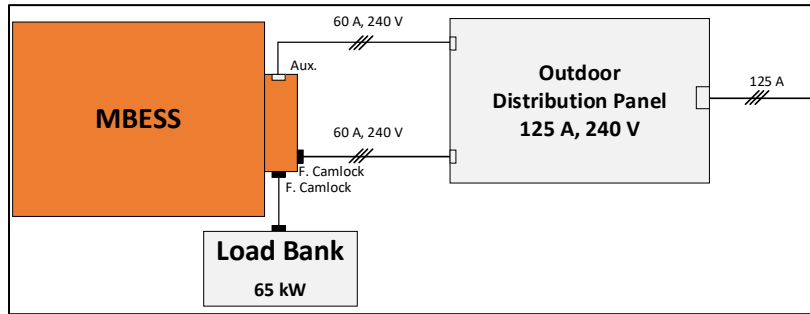 60 A, 240 V
Aux.
MBESS
Outdoor
Distribution Panel
125 A, 240 V
125 A
60 A, 240 V
F. Camlock
F. Camlock
Load Bank
65 kW